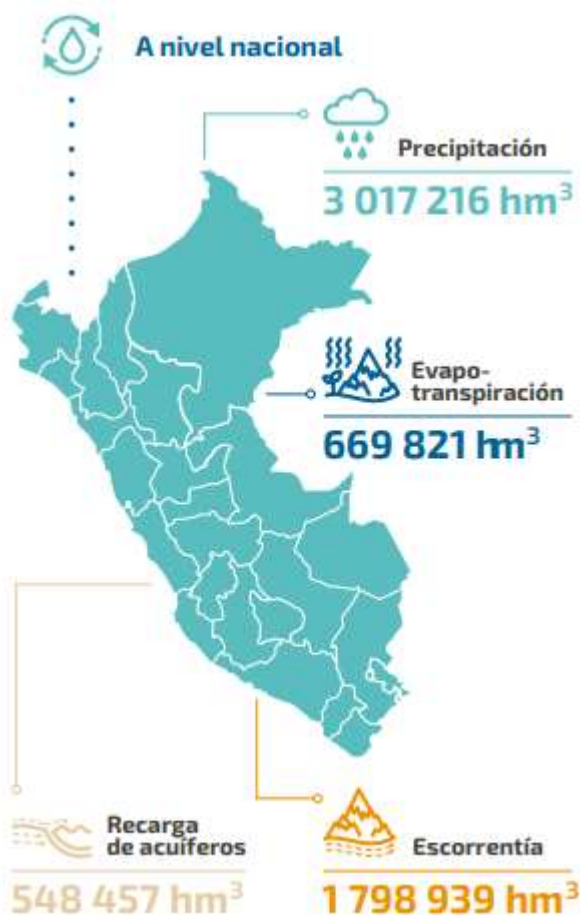 A nivel nacional
Precipitación
3 017 216 hm³
Evapo-
transpiración
669 821 hm³
Recarga
de acuíferos
548 457 hm³
Escorrentía
1 798 939 hm³